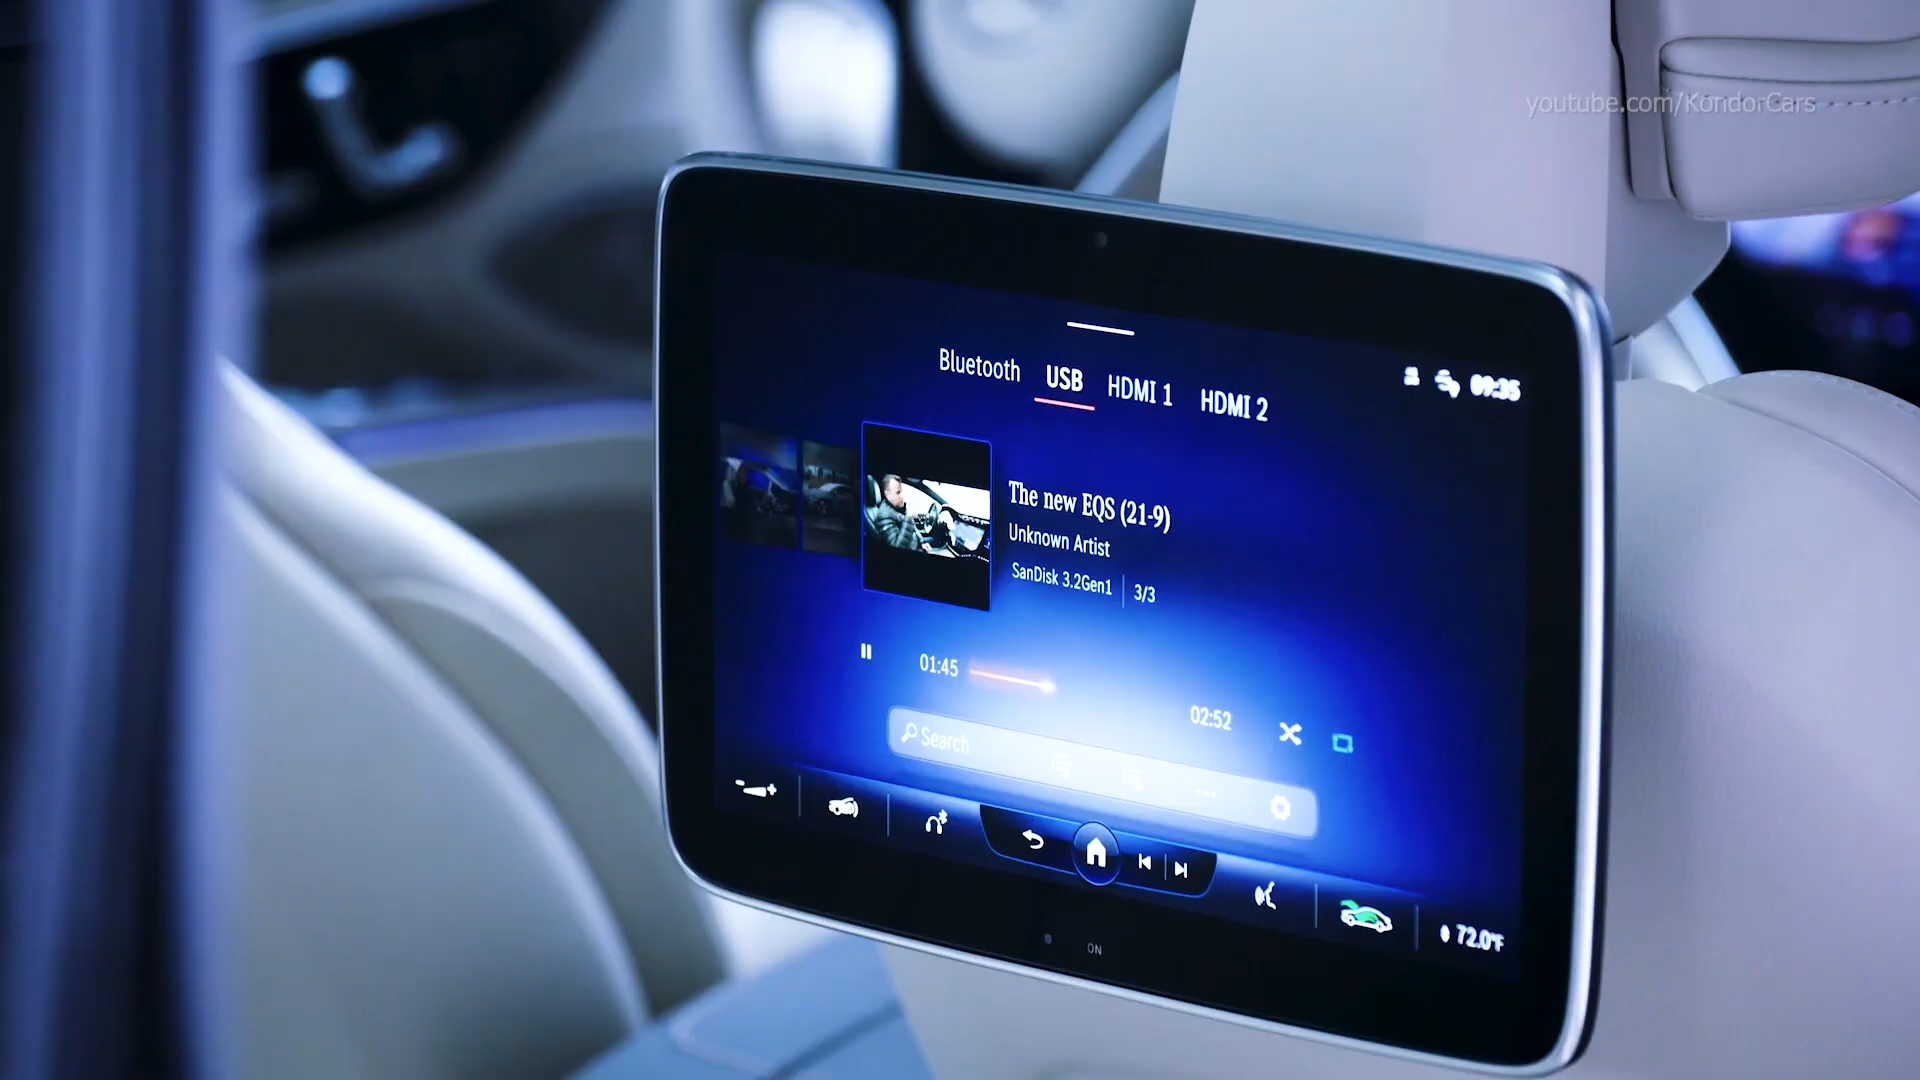 youtube.com/KondorCars
Bluetooth USB HDMI 1 HDMI 2
09:35
The new EQS (21-9)
Unknown Artist
SanDisk 3.2Gen1 | 3/3
01:45
02:52
Search
72.0°F
ON